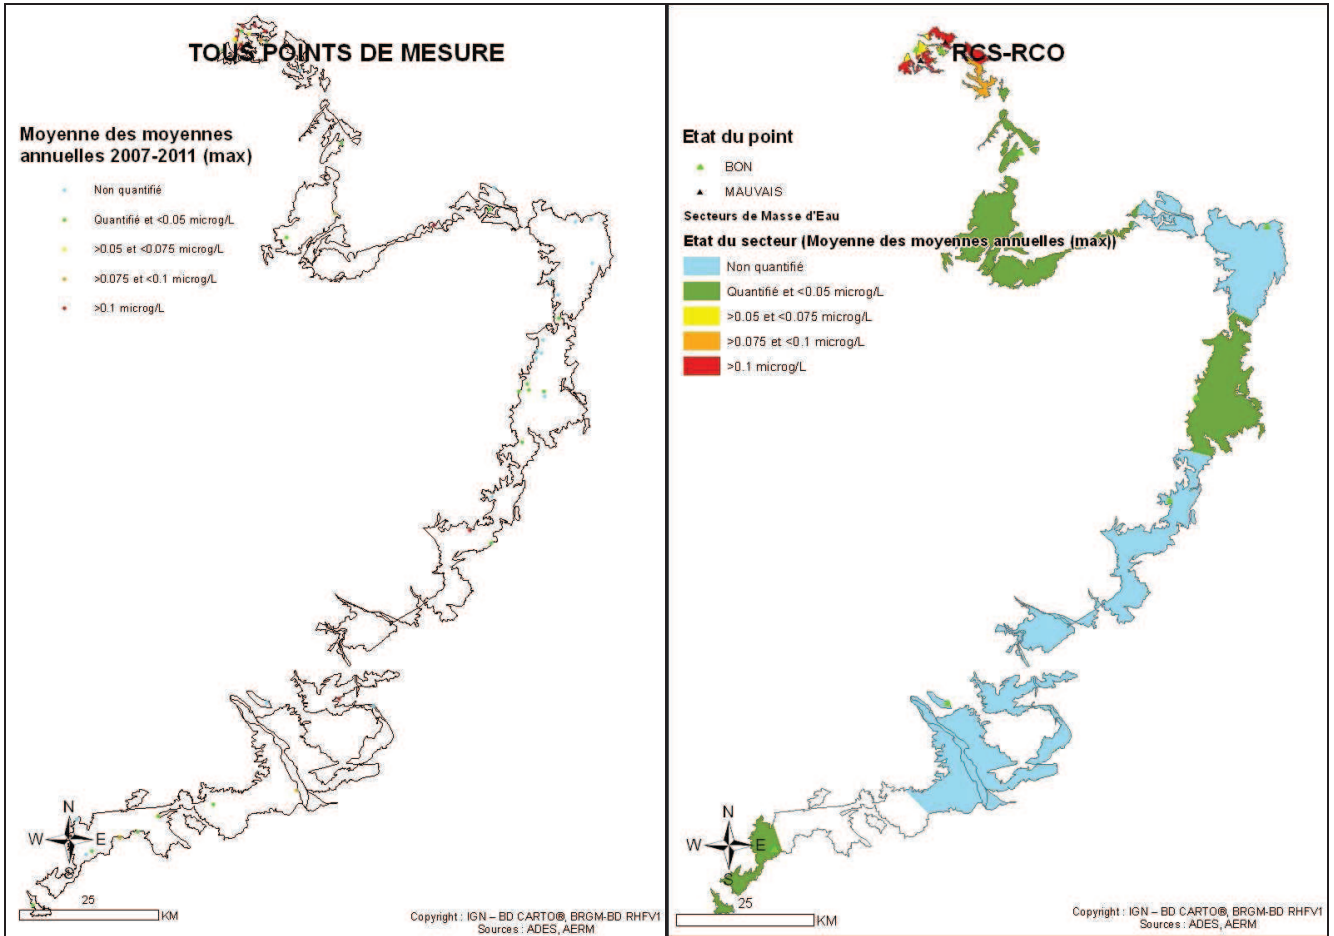 TOUS POINTS DE MESURE
Moyenne des moyennes
annuelles 2007-2011 (max)
Non quantifié
Quantifié et <0.05 microg/L
>0.05 et <0.075 microg/L
>0.075 et <0.1 microg/L
>0.1 microg/L
N
W
E
S
25
KM
Copyright : IGN – BD CARTO®, BRGM-BD RHFV1
Sources : ADES, AERM
RCS-RCO
Etat du point
BON
MAUVAIS
Secteurs de Masse d'Eau
Etat du secteur (Moyenne des moyennes annuelles (max))
Non quantifié
Quantifié et <0.05 microg/L
>0.05 et <0.075 microg/L
>0.075 et <0.1 microg/L
>0.1 microg/L
N
W
E
S
25
KM
Copyright : IGN – BD CARTO®, BRGM-BD RHFV1
Sources : ADES, AERM